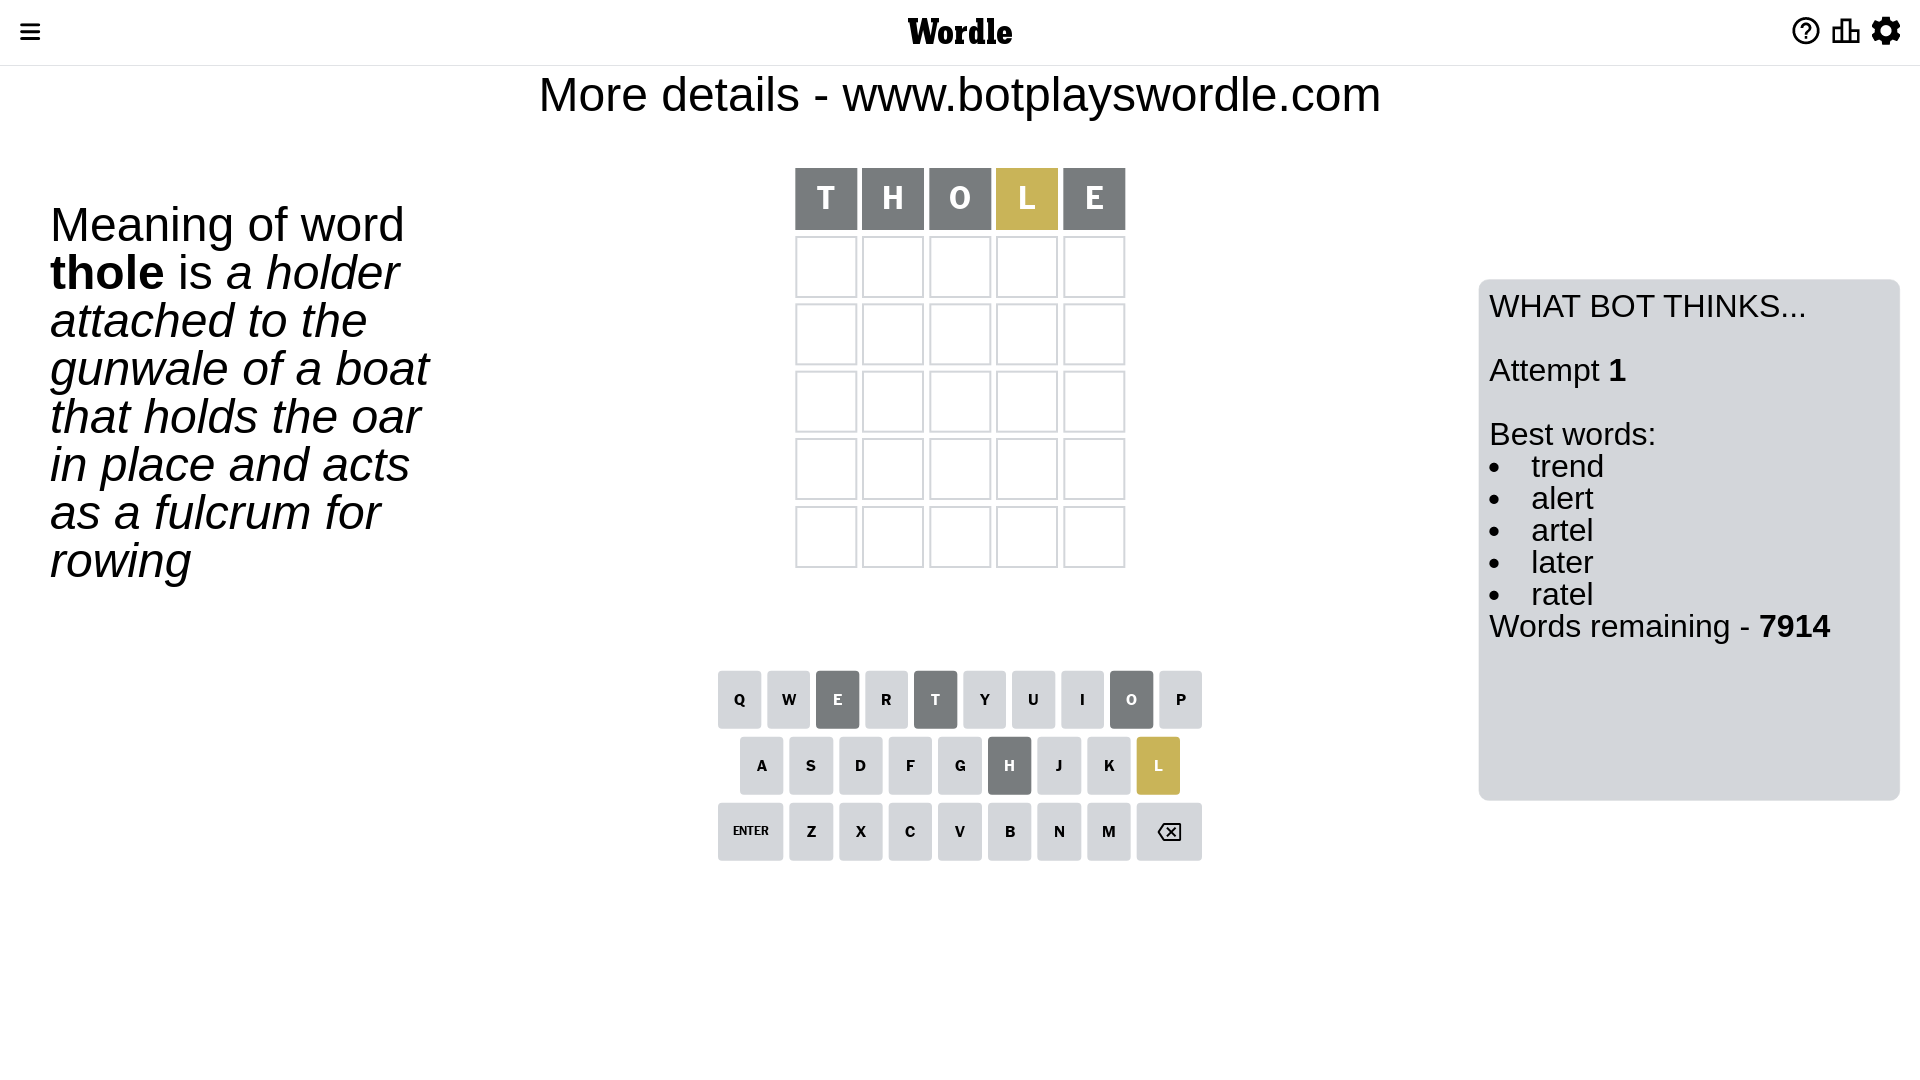 Wordle
More details - www.botplayswordle.com
Meaning of word
thole is a holder
attached to the
gunwale of a boat
that holds the oar
in place and acts
as a fulcrum for
rowing
T H O L E
WHAT BOT THINKS...
Attempt 1
Best words:
• trend
• alert
• artel
• later
• ratel
Words remaining - 7914
Q W E R T Y U I O P
A S D F G H J K L
ENTER Z X C V B N M